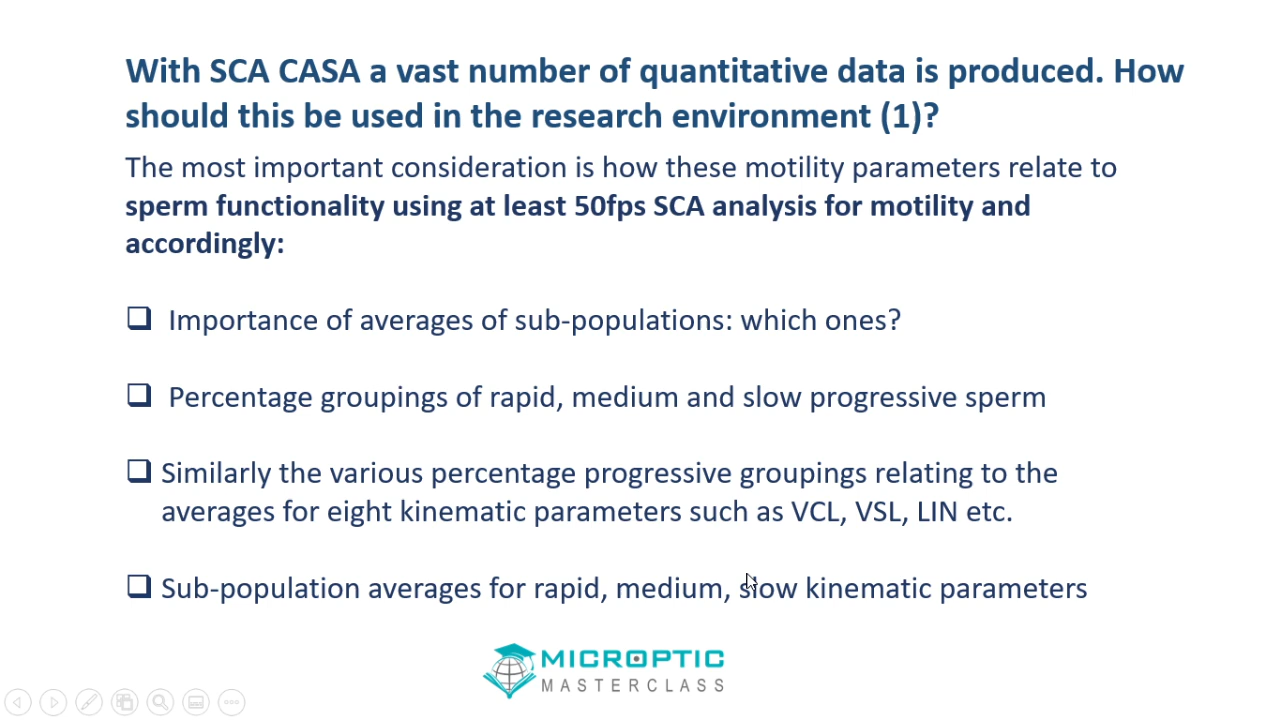 With SCA CASA a vast number of quantitative data is produced. How
should this be used in the research environment (1)?
The most important consideration is how these motility parameters relate to
sperm functionality using at least 50fps SCA analysis for motility and
accordingly:
Importance of averages of sub-populations: which ones?
Percentage groupings of rapid, medium and slow progressive sperm
Similarly the various percentage progressive groupings relating to the
averages for eight kinematic parameters such as VCL, VSL, LIN etc.
Sub-population averages for rapid, medium, slow kinematic parameters
MICROPTIC
MASTERCLASS